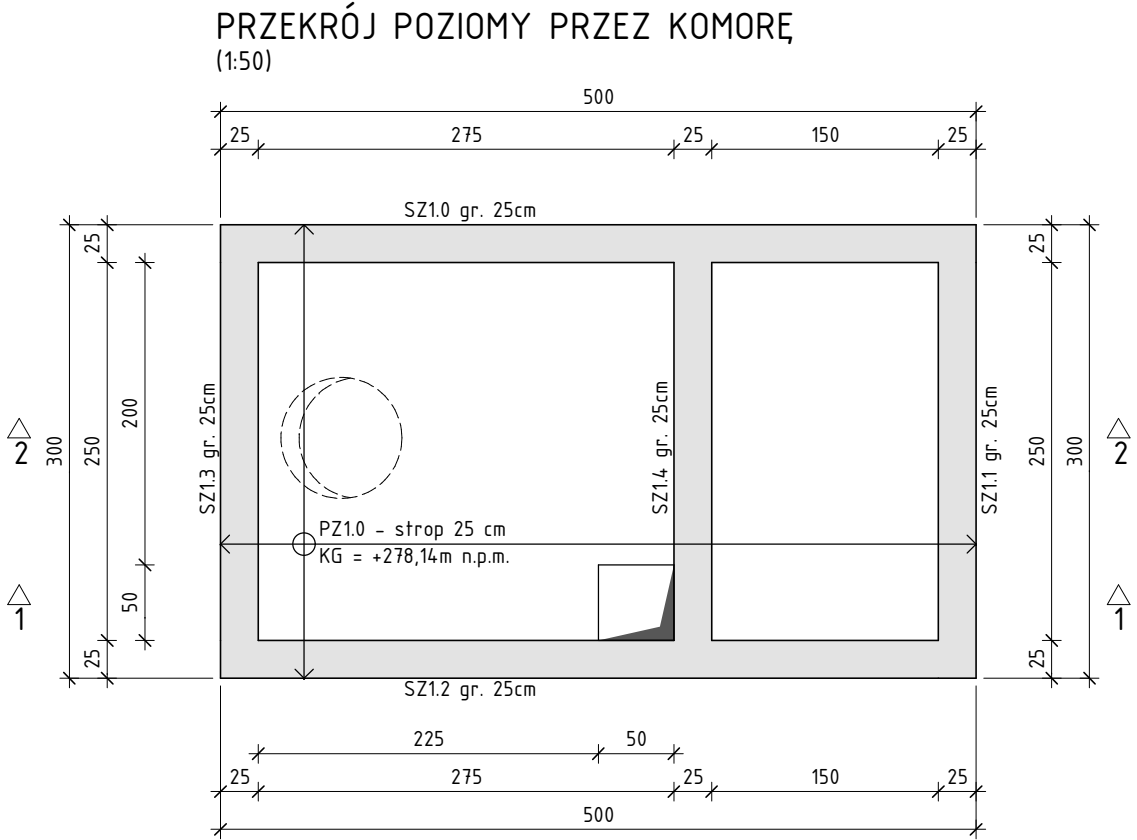 PRZEKRÓJ POZIOMY PRZEZ KOMORĘ
(1:50)
500
25 275 25 150 25
SZ1.0 gr. 25cm
25
25
200
250
300
2
SZ1.3 gr. 25cm
SZ1.4 gr. 25cm
SZ1.1 gr. 25cm
250
300
2
PZ1.0 - strop 25 cm
KG = +278,14m n.p.m.
50
1
1
25
25
SZ1.2 gr. 25cm
225 50
25 275 25 150 25
500